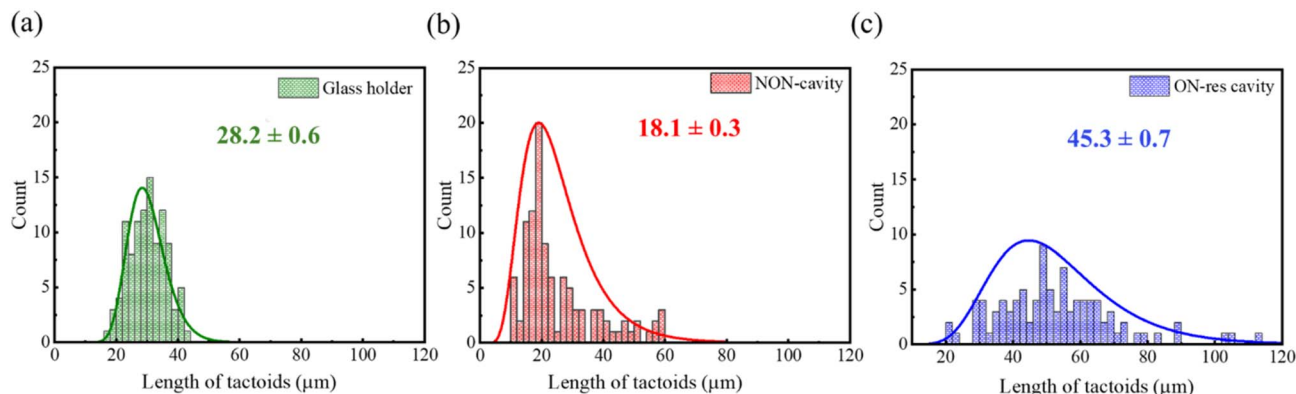 (a)
25
20
15
10
5
0
Count
Glass holder
28.2 ± 0.6
0 20 40 60 80 100 120
Length of tactoids (µm)
(b)
25
20
15
10
5
0
Count
NON-cavity
18.1 ± 0.3
0 20 40 60 80 100 120
Length of tactoids (µm)
(c)
25
20
15
10
5
0
Count
ON-res cavity
45.3 ± 0.7
20 40 60 80 100 120
Length of tactoids (µm)